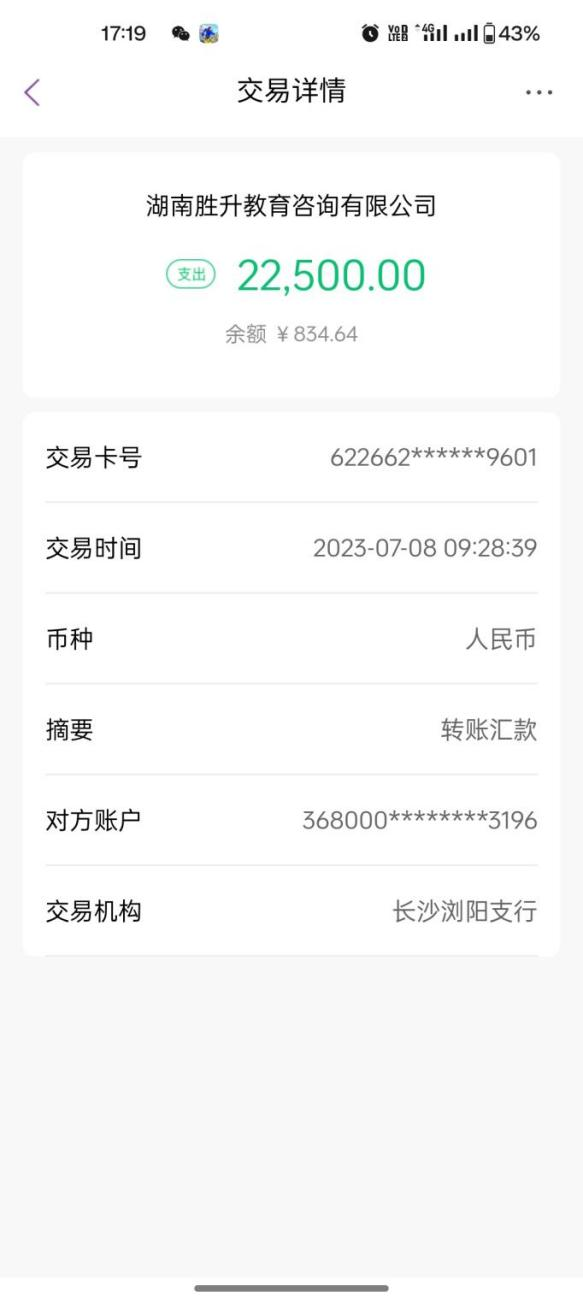 17:19 VoD LTE 4G 43%
交易详情
湖南胜升教育咨询有限公司
支出 22,500.00
余额 ¥834.64
交易卡号 622662******9601
交易时间 2023-07-08 09:28:39
币种 人民币
摘要 转账汇款
对方账户 368000********3196
交易机构 长沙浏阳支行